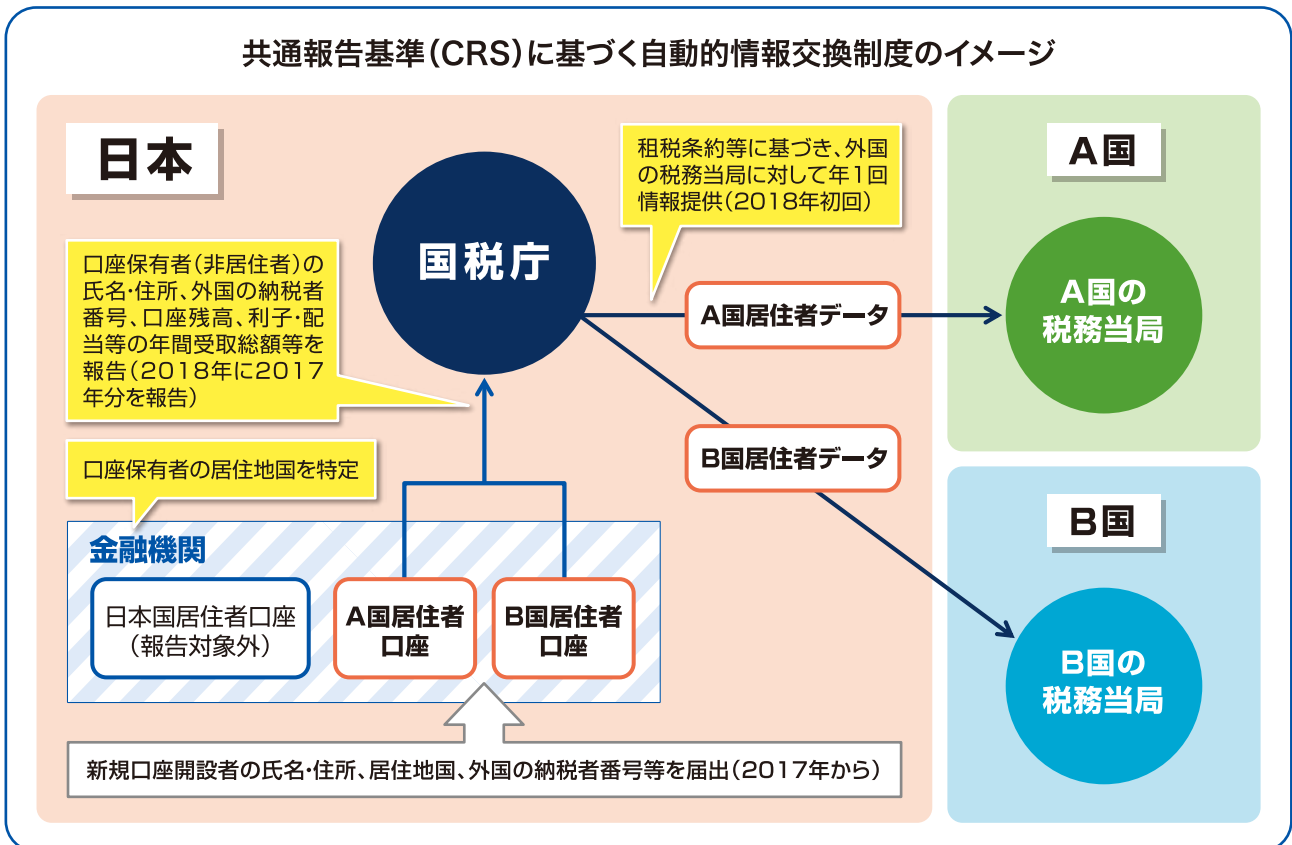 共通報告基準(CRS)に基づく自動的情報交換制度のイメージ
日本
国税庁
租税条約等に基づき、外国
の税務当局に対して年1回
情報提供(2018年初回)
口座保有者(非居住者)の
氏名・住所、外国の納税者
番号、口座残高、利子・配
当等の年間受取総額等を
報告(2018年に2017
年分を報告)
口座保有者の居住地国を特定
金融機関
日本国居住者口座
(報告対象外)
A国居住者
口座
B国居住者
口座
新規口座開設者の氏名・住所、居住地国、外国の納税者番号等を届出(2017年から)
A国居住者データ
B国居住者データ
A国
A国の
税務当局
B国
B国の
税務当局